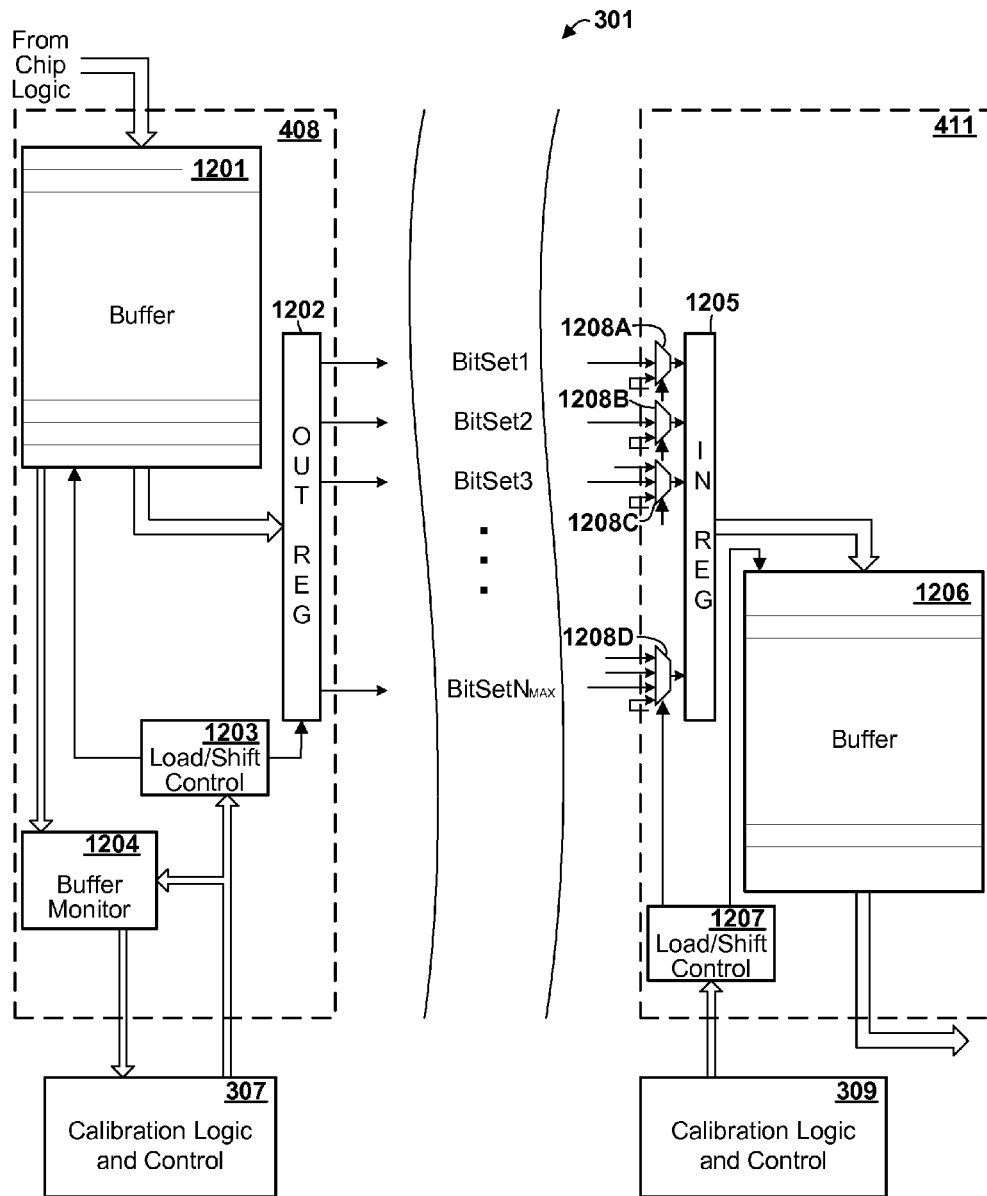 301
From
Chip
Logic
408
411
1201
Buffer
1202
OUT REG
BitSet1
BitSet2
BitSet3
BitSetNMAX
1208A
1208B
1208C
1208D
1205
IN REG
1206
Buffer
1203
Load/Shift
Control
1204
Buffer
Monitor
1207
Load/Shift
Control
307
Calibration Logic
and Control
309
Calibration Logic
and Control